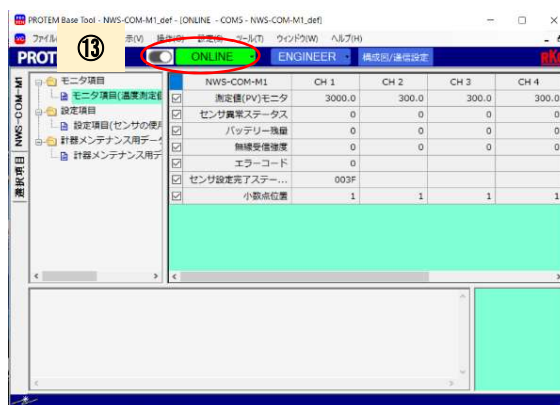 PROTEM Base Tool - NWS-COM-M1_def - [ONLINE - COM5 - NWS-COM-M1_def]
ウィンドウ(W) ヘルプ(H)
⑬
ONLINE
ENGINEER
構成図/通信設定
RKC
NWS-COM-M1
選択項目
モニタ項目
モニタ項目(温度測定値
設定項目
設定項目(センサの使用
計器メンテナンス用データ
計器メンテナンス用デ
NWS-COM-M1 CH 1 CH 2 CH 3 CH 4
測定値(PV)モニタ 3000.0 300.0 300.0 300.0
センサ異常ステータス 0 0 0 0
バッテリー残量 0 0 0 0
無線受信強度 0 0 0 0
エラーコード 0
センサ設定完了ステー... 003F
小数点位置 1 1 1 1